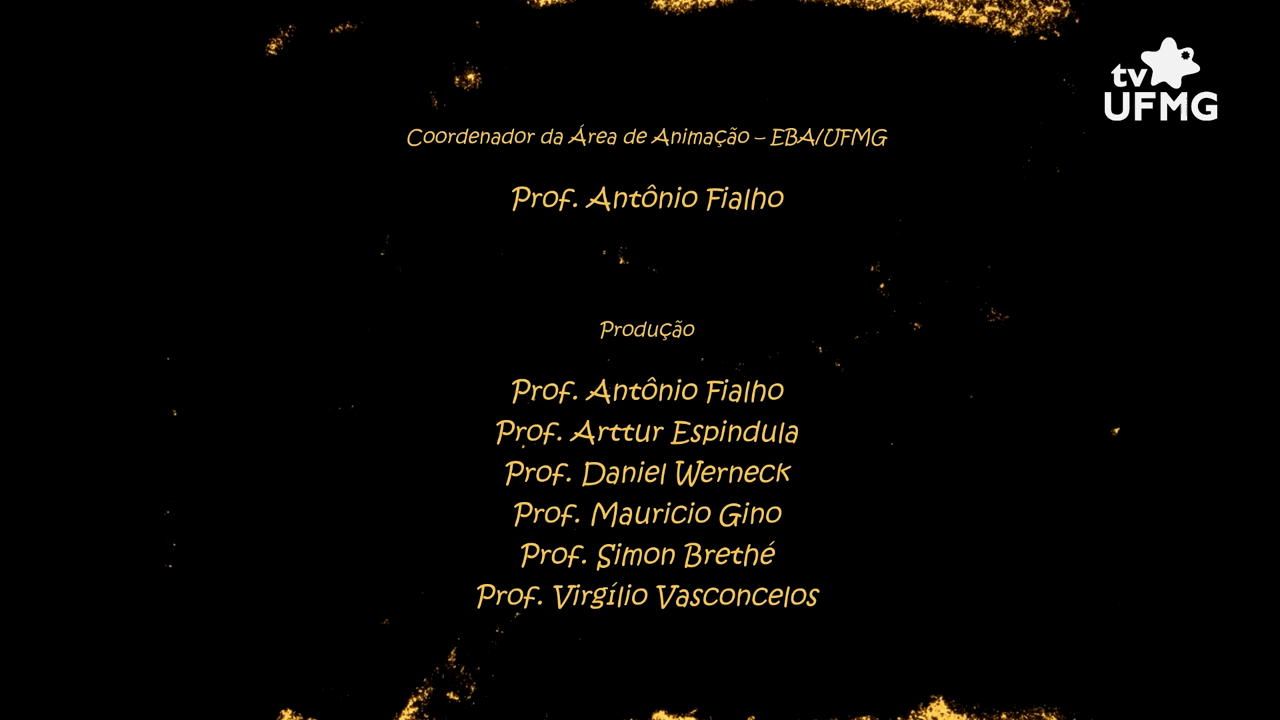 tv
UFMG
Coordenador da Área de Animação – EBA/UFMG
Prof. Antônio Fialho
Produção
Prof. Antônio Fialho
Prof. Arttur Espindula
Prof. Daniel Werneck
Prof. Mauricio Gino
Prof. Simon Brethé
Prof. Virgílio Vasconcelos